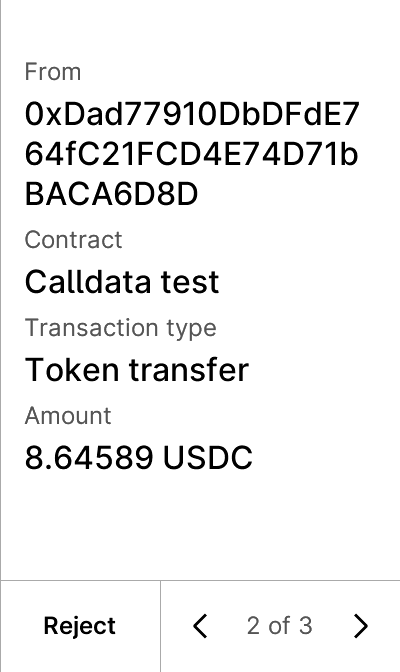 From
0xDad77910DbDFdE7
64fC21FCD4E74D71b
BACA6D8D
Contract
Calldata test
Transaction type
Token transfer
Amount
8.64589 USDC
Reject
2 of 3